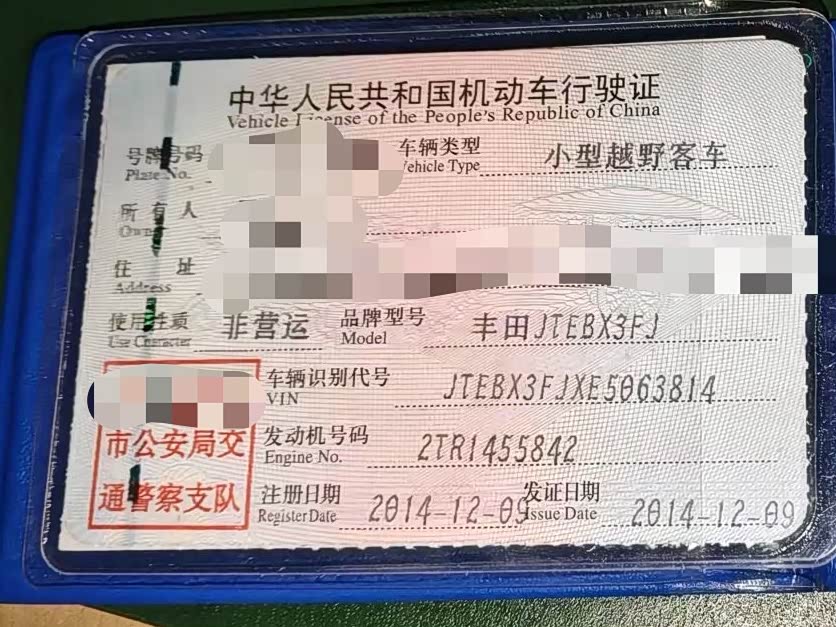 中华人民共和国机动车行驶证
Vehicle License of the People's Republic of China
号牌号码 车辆类型 小型越野客车
Plate No. Vehicle Type
所有人
Owner
住址
Address
使用性质 非营运 品牌型号 丰田JTEBX3FJ
Use Character Model
车辆识别代号 JTEBX3FJXE5063814
VIN
市公安局交
通警察支队
发动机号码 2TR1455842
Engine No.
注册日期 2014-12-09 发证日期 2014-12-09
Register Date Issue Date